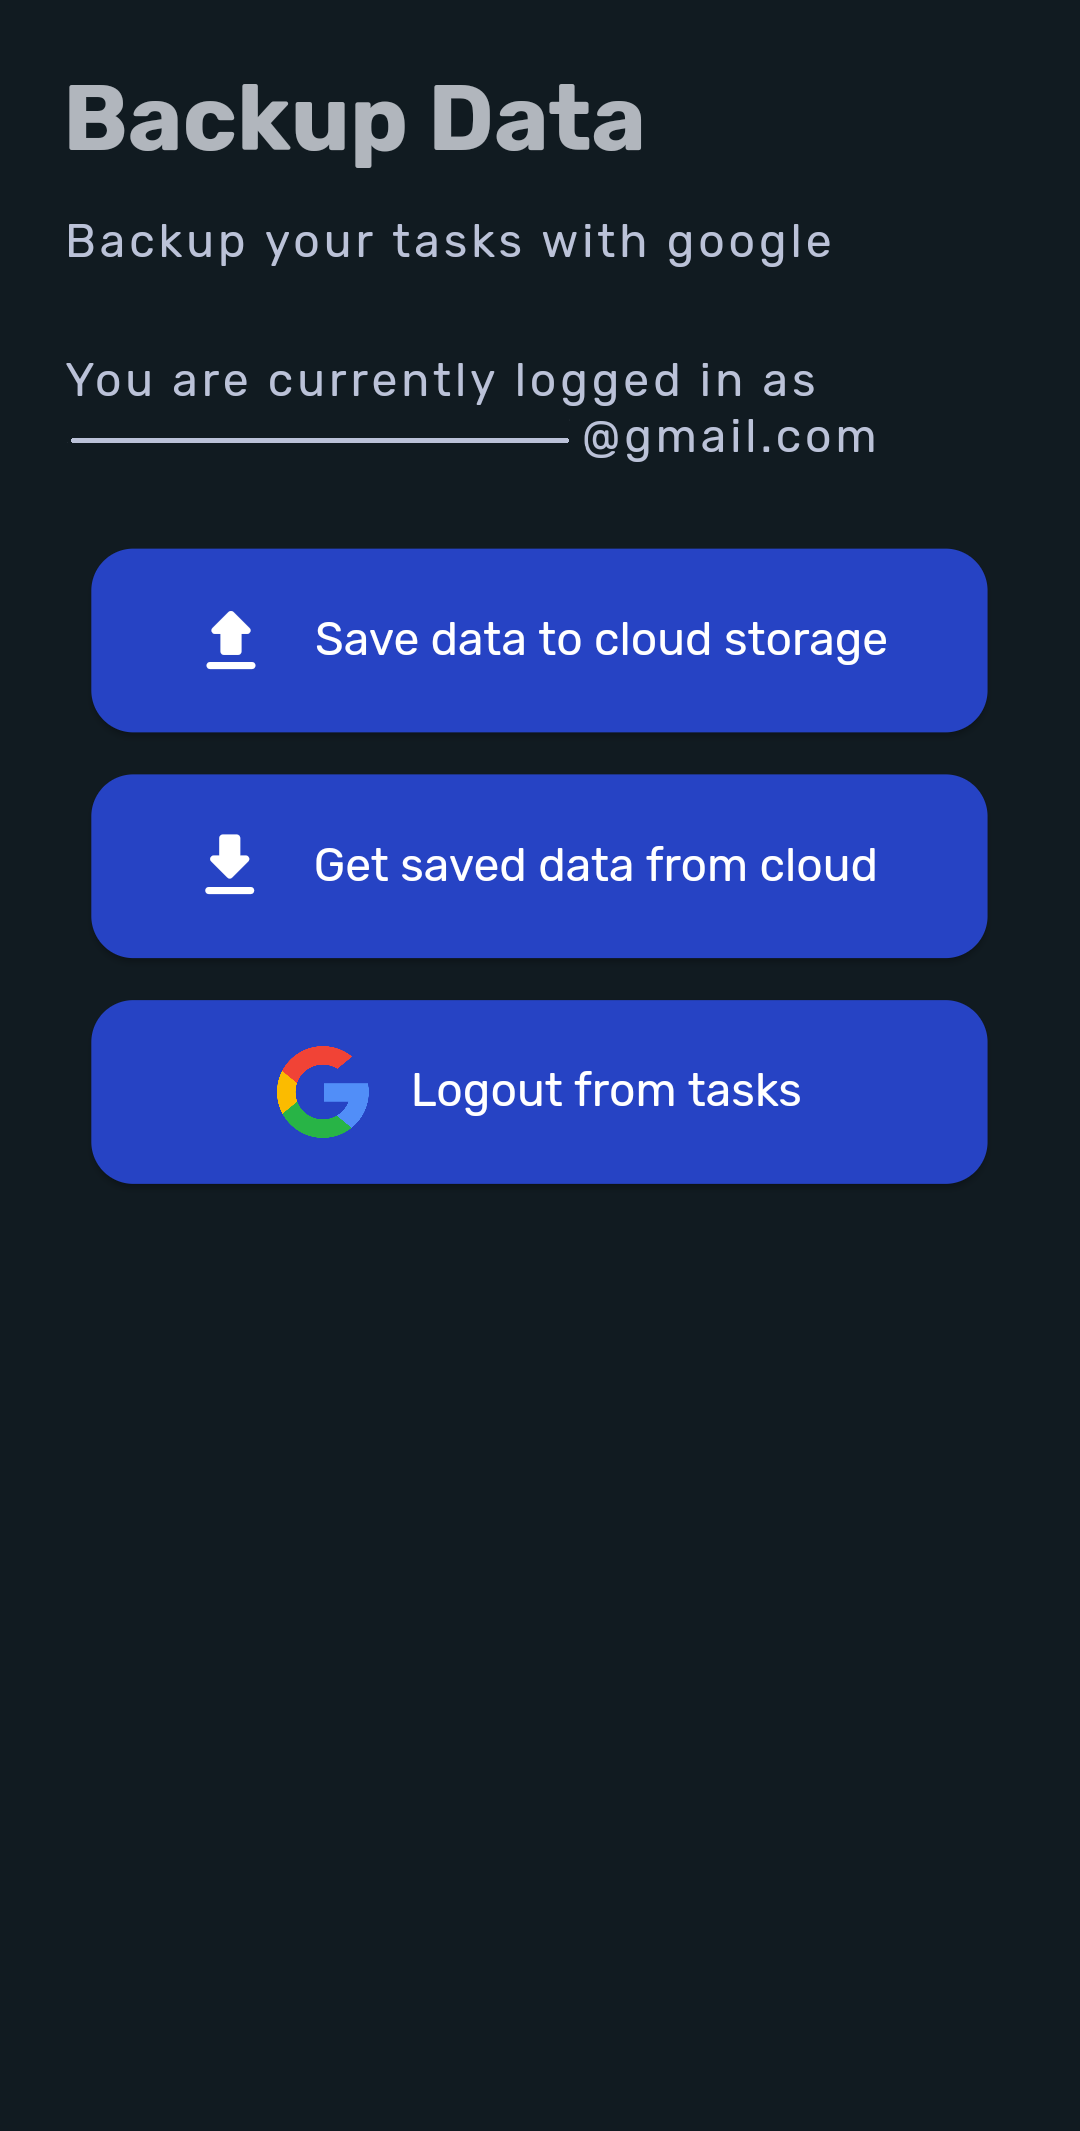 Backup Data
Backup your tasks with google
You are currently logged in as
@gmail.com
Save data to cloud storage
Get saved data from cloud
Logout from tasks